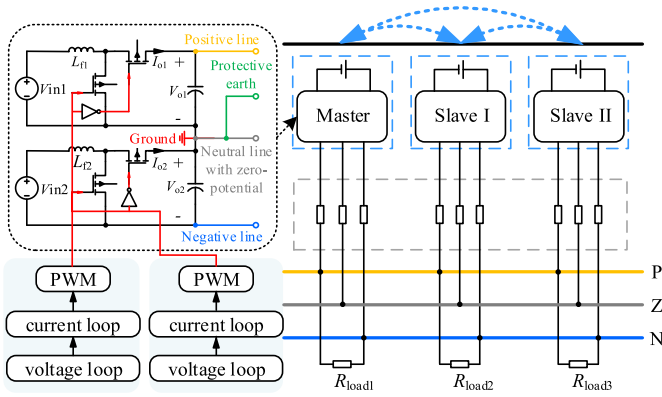 Positive line
Lf1
Io1
+
Protective
earth
Vin1
Vo1
-
Ground
Neutral line
with zero-
potential
Lf2
Io2
+
Vin2
Vo2
-
Negative line
Master
Slave I
Slave II
PWM
PWM
current loop
current loop
voltage loop
voltage loop
P
Z
N
Rload1
Rload2
Rload3